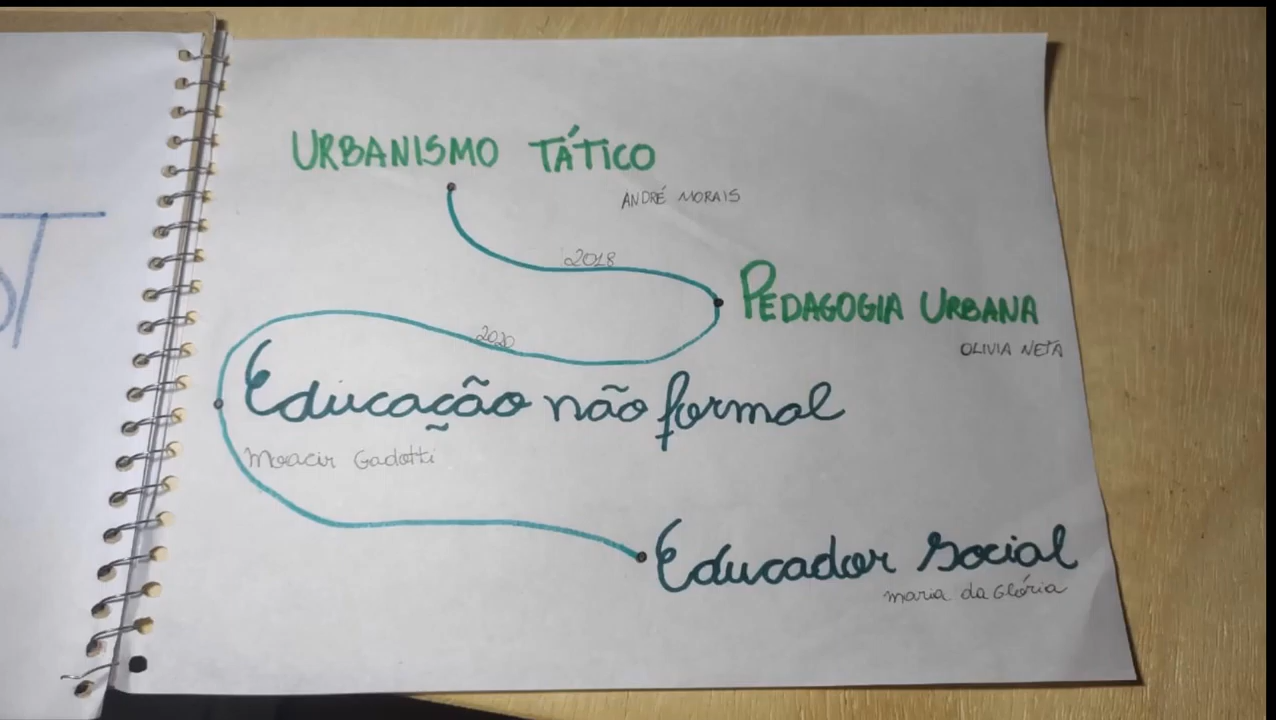 URBANISMO TÁTICO
ANDRÉ MORAIS
2018
PEDAGOGIA URBANA
OLIVIA NETA
2020
Educação não formal
Moacir Gadotti
Educador social
maria da Glória